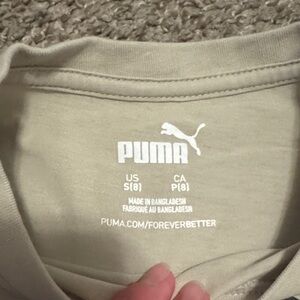 PUMA
US CA
S(8) P(8)
MADE IN BANGLADESH
FABRIQUÉ AU BANGLADESH
PUMA.COM/FOREVERBETTER